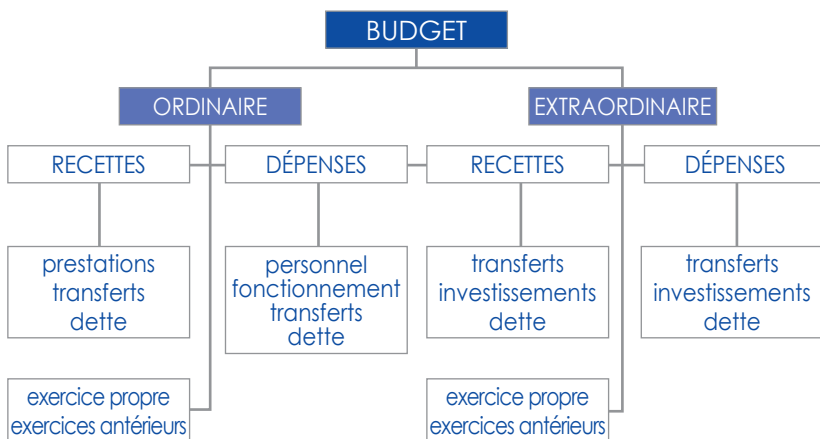 BUDGET
ORDINAIRE
EXTRAORDINAIRE
RECETTES
DÉPENSES
RECETTES
DÉPENSES
prestations
transferts
dette
personnel
fonctionnement
transferts
dette
transferts
investissements
dette
transferts
investissements
dette
exercice propre
exercices antérieurs
exercice propre
exercices antérieurs